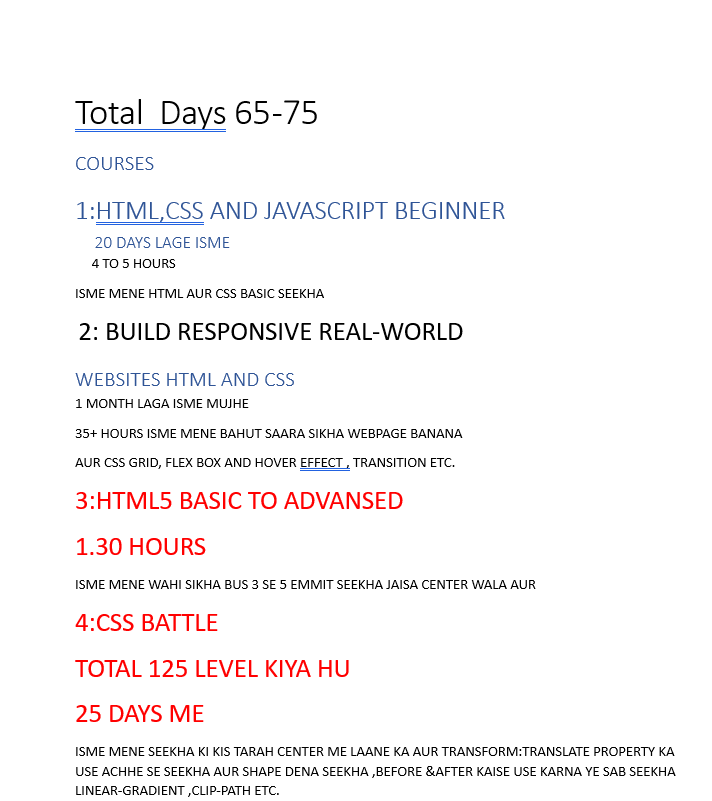 Total  Days 65-75
COURSES
1:HTML,CSS AND JAVASCRIPT BEGINNER
20 DAYS LAGE ISME
4 TO 5 HOURS
ISME MENE HTML AUR CSS BASIC SEEKHA
2: BUILD RESPONSIVE REAL-WORLD
WEBSITES HTML AND CSS
1 MONTH LAGA ISME MUJHE
35+ HOURS ISME MENE BAHUT SAARA SIKHA WEBPAGE BANANA
AUR CSS GRID, FLEX BOX AND HOVER EFFECT , TRANSITION ETC.
3:HTML5 BASIC TO ADVANSED
1.30 HOURS
ISME MENE WAHI SIKHA BUS 3 SE 5 EMMIT SEEKHA JAISA CENTER WALA AUR
4:CSS BATTLE
TOTAL 125 LEVEL KIYA HU
25 DAYS ME
ISME MENE SEEKHA KI KIS TARAH CENTER ME LAANE KA AUR TRANSFORM:TRANSLATE PROPERTY KA
USE ACHHE SE SEEKHA AUR SHAPE DENA SEEKHA ,BEFORE &AFTER KAISE USE KARNA YE SAB SEEKHA
LINEAR-GRADIENT ,CLIP-PATH ETC.